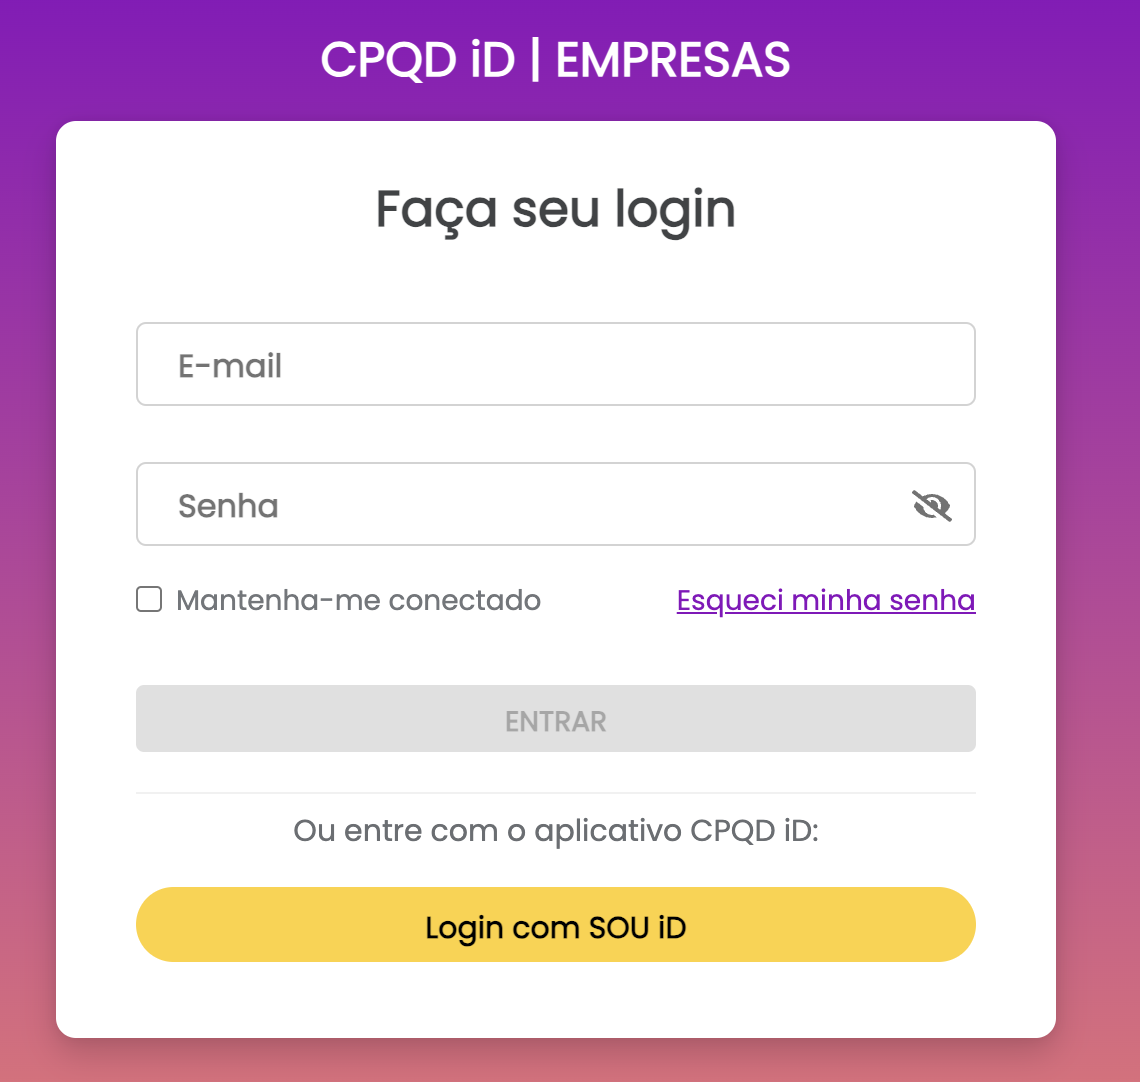 CPQD iD | EMPRESAS
Faça seu login
E-mail
Senha
Mantenha-me conectado Esqueci minha senha
ENTRAR
Ou entre com o aplicativo CPQD iD:
Login com SOU iD